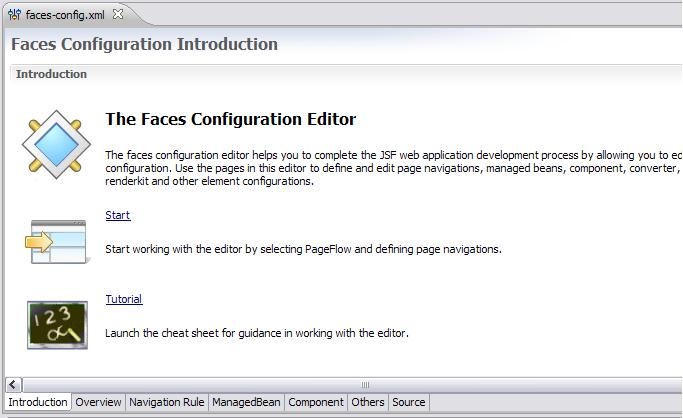 faces-config.xml
Faces Configuration Introduction
Introduction
The Faces Configuration Editor
The faces configuration editor helps you to complete the JSF web application development process by allowing you to ed
configuration. Use the pages in this editor to define and edit page navigations, managed beans, component, converter,
renderkit and other element configurations.
Start
Start working with the editor by selecting PageFlow and defining page navigations.
123
Tutorial
Launch the cheat sheet for guidance in working with the editor.
Introduction Overview Navigation Rule ManagedBean Component Others Source